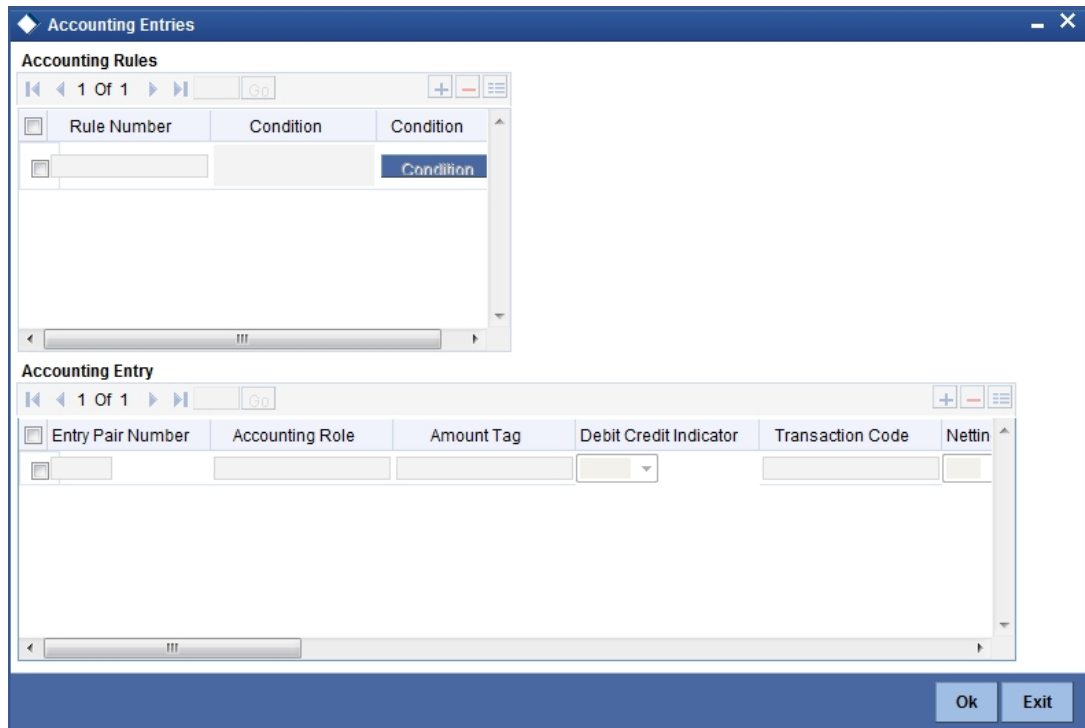 Accounting Entries
Accounting Rules
1 Of 1 Go
Rule Number Condition Condition
Condition
Accounting Entry
1 Of 1 Go
Entry Pair Number Accounting Role Amount Tag Debit Credit Indicator Transaction Code Nettin
Ok Exit